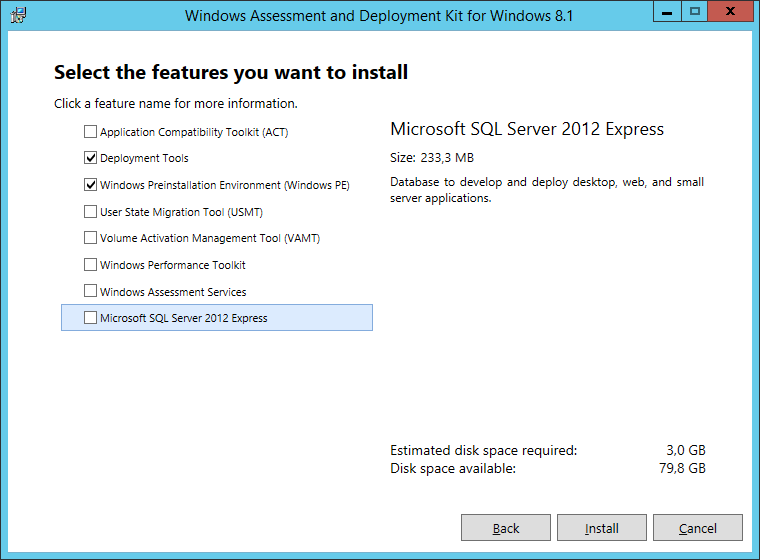 Windows Assessment and Deployment Kit for Windows 8.1
Select the features you want to install
Click a feature name for more information.
Application Compatibility Toolkit (ACT)
Deployment Tools
Windows Preinstallation Environment (Windows PE)
User State Migration Tool (USMT)
Volume Activation Management Tool (VAMT)
Windows Performance Toolkit
Windows Assessment Services
Microsoft SQL Server 2012 Express
Microsoft SQL Server 2012 Express
Size: 233,3 MB
Database to develop and deploy desktop, web, and small
server applications.
Estimated disk space required: 3,0 GB
Disk space available: 79,8 GB
Back Install Cancel